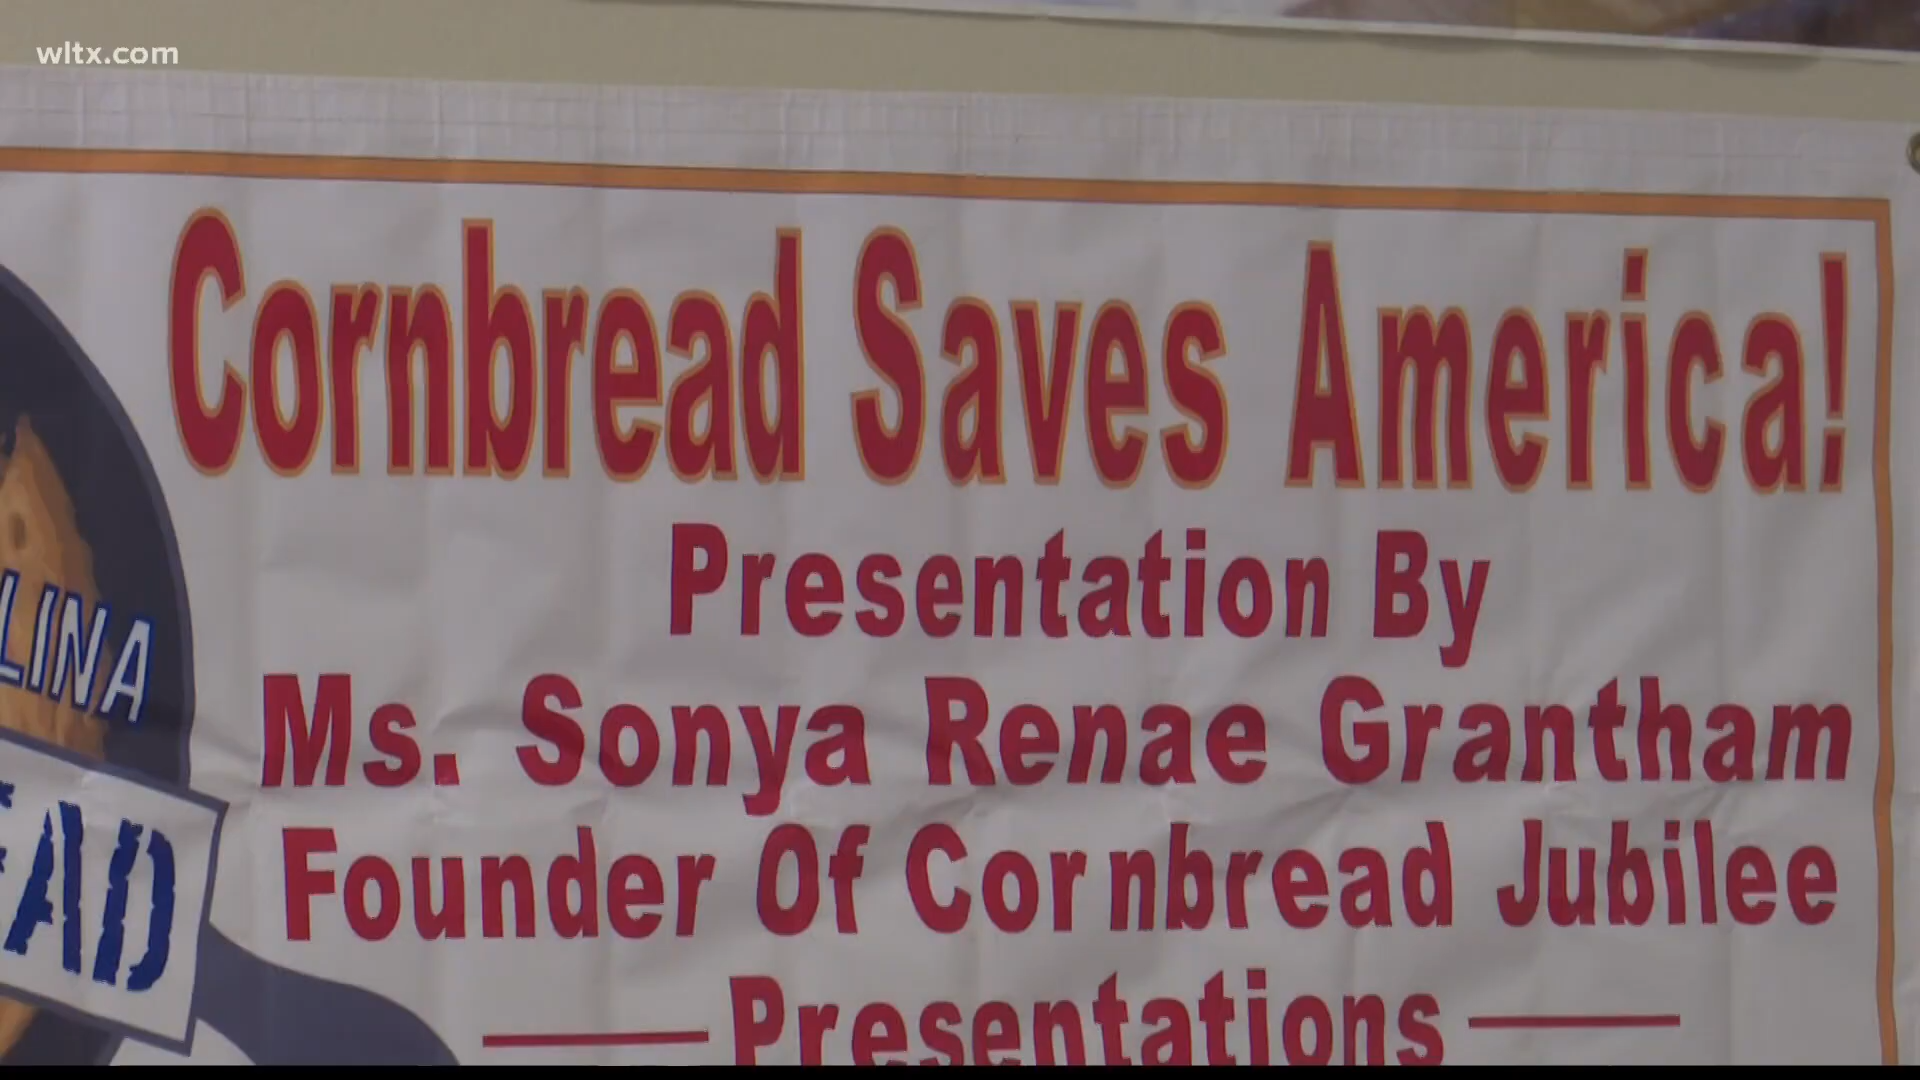 wltx.com
Cornbread Saves America!
Presentation By
Ms. Sonya Renae Grantham
Founder Of Cornbread Jubilee
Presentations
LINA
EAD